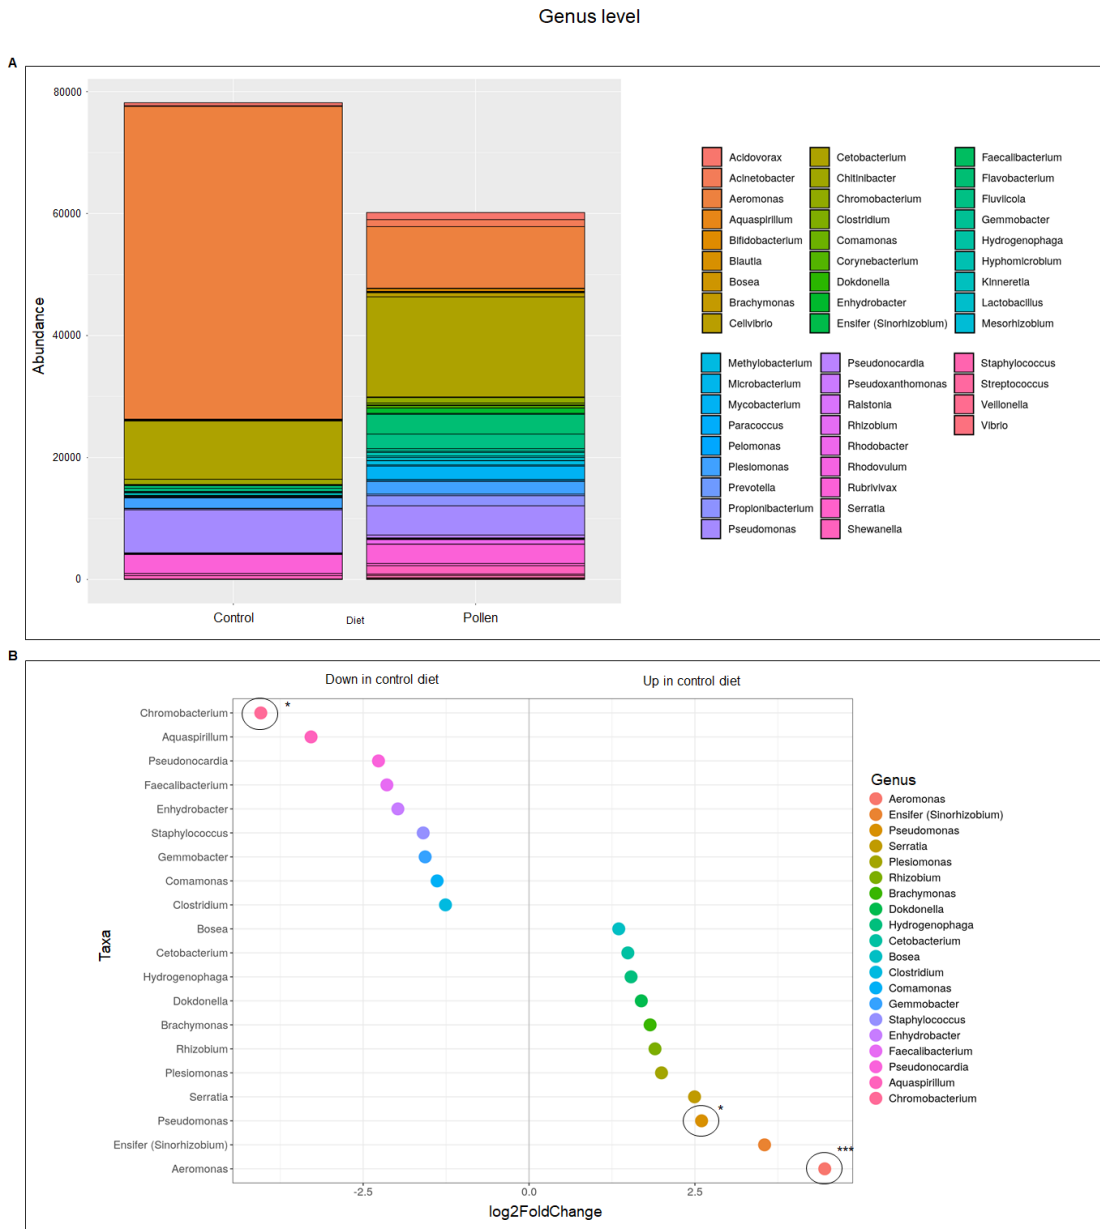 Genus level
A
80000
60000
40000
20000
0
Abundance
Control
Diet
Pollen
Acidovorax
Acinetobacter
Aeromonas
Aquaspirillum
Bifidobacterium
Blautia
Bosea
Brachymonas
Cellvibrio
Cetobacterium
Chitinibacter
Chromobacterium
Clostridium
Comamonas
Corynebacterium
Dokdonella
Enhydrobacter
Ensifer (Sinorhizobium)
Faecalibacterium
Flavobacterium
Fluviicola
Gemmobacter
Hydrogenophaga
Hyphomicrobium
Kinneretia
Lactobacillus
Mesorhizobium
Methylobacterium
Microbacterium
Mycobacterium
Paracoccus
Pelomonas
Plesiomonas
Prevotella
Propionibacterium
Pseudomonas
Pseudonocardia
Pseudoxanthomonas
Ralstonia
Rhizobium
Rhodobacter
Rhodovulum
Rubrivivax
Serratia
Shewanella
Staphylococcus
Streptococcus
Veillonella
Vibrio
B
Down in control diet
Up in control diet
Taxa
Chromobacterium
*
Aquaspirillum
Pseudonocardia
Faecalibacterium
Enhydrobacter
Staphylococcus
Gemmobacter
Comamonas
Clostridium
Bosea
Cetobacterium
Hydrogenophaga
Dokdonella
Brachymonas
Rhizobium
Plesiomonas
Serratia
Pseudomonas
*
Ensifer (Sinorhizobium)
Aeromonas
***
-2.5
0.0
2.5
log2FoldChange
Genus
Aeromonas
Ensifer (Sinorhizobium)
Pseudomonas
Serratia
Plesiomonas
Rhizobium
Brachymonas
Dokdonella
Hydrogenophaga
Cetobacterium
Bosea
Clostridium
Comamonas
Gemmobacter
Staphylococcus
Enhydrobacter
Faecalibacterium
Pseudonocardia
Aquaspirillum
Chromobacterium